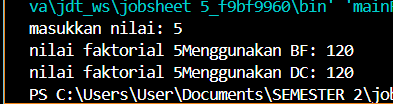 va\jdt_ws\jobsheet 5_f9bf9960\bin' 'mainF
masukkan nilai: 5
nilai faktorial 5Menggunakan BF: 120
nilai faktorial 5Menggunakan DC: 120
PS C:\Users\User\Documents\SEMESTER 2\job